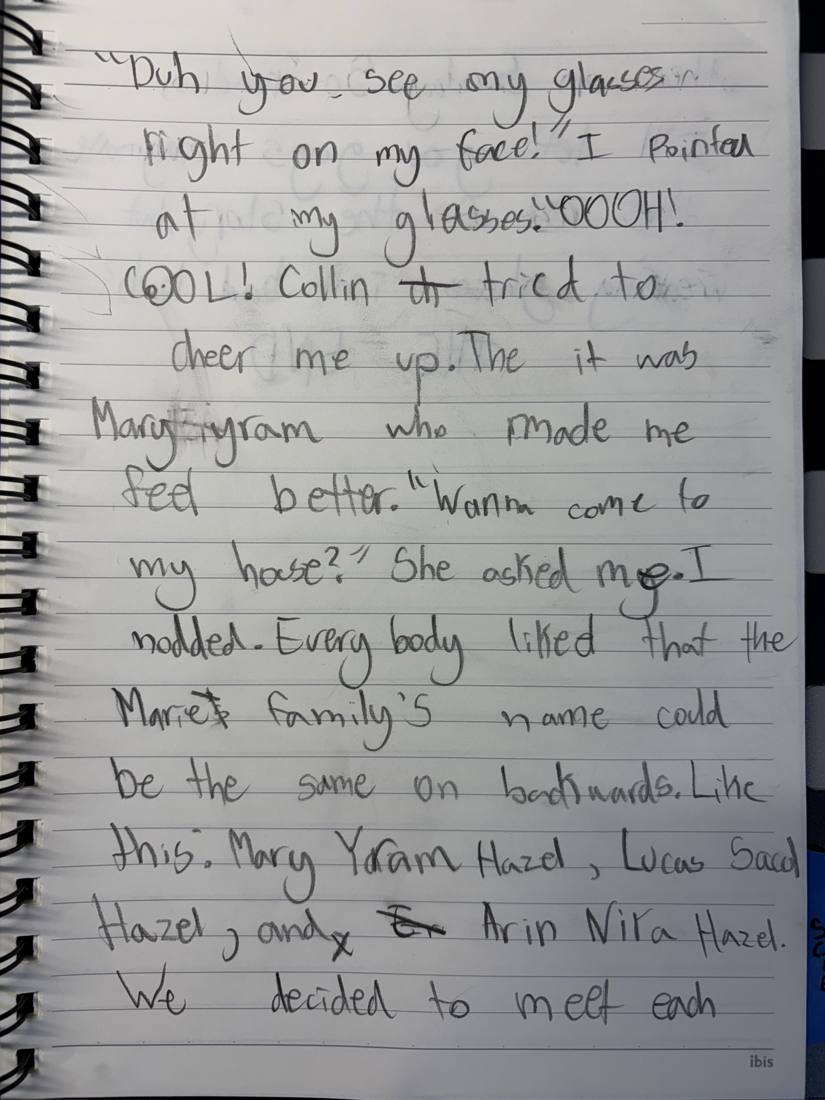 "Duh you see my glasses
right on my face!" I Pointed
at my glasses. "OOOH!
COOL! Collin tried to
cheer me up. The it was
Mary yram who made me
feel better. "Wanna come to
my house?" She asked me. I
nodded. Every body liked that the
Marie family's name could
be the same on backwards. Like
this: Mary Yram Hazel, Lucas Sacul
Hazel, and Arin Nira Hazel.
We decided to meet each
ibis